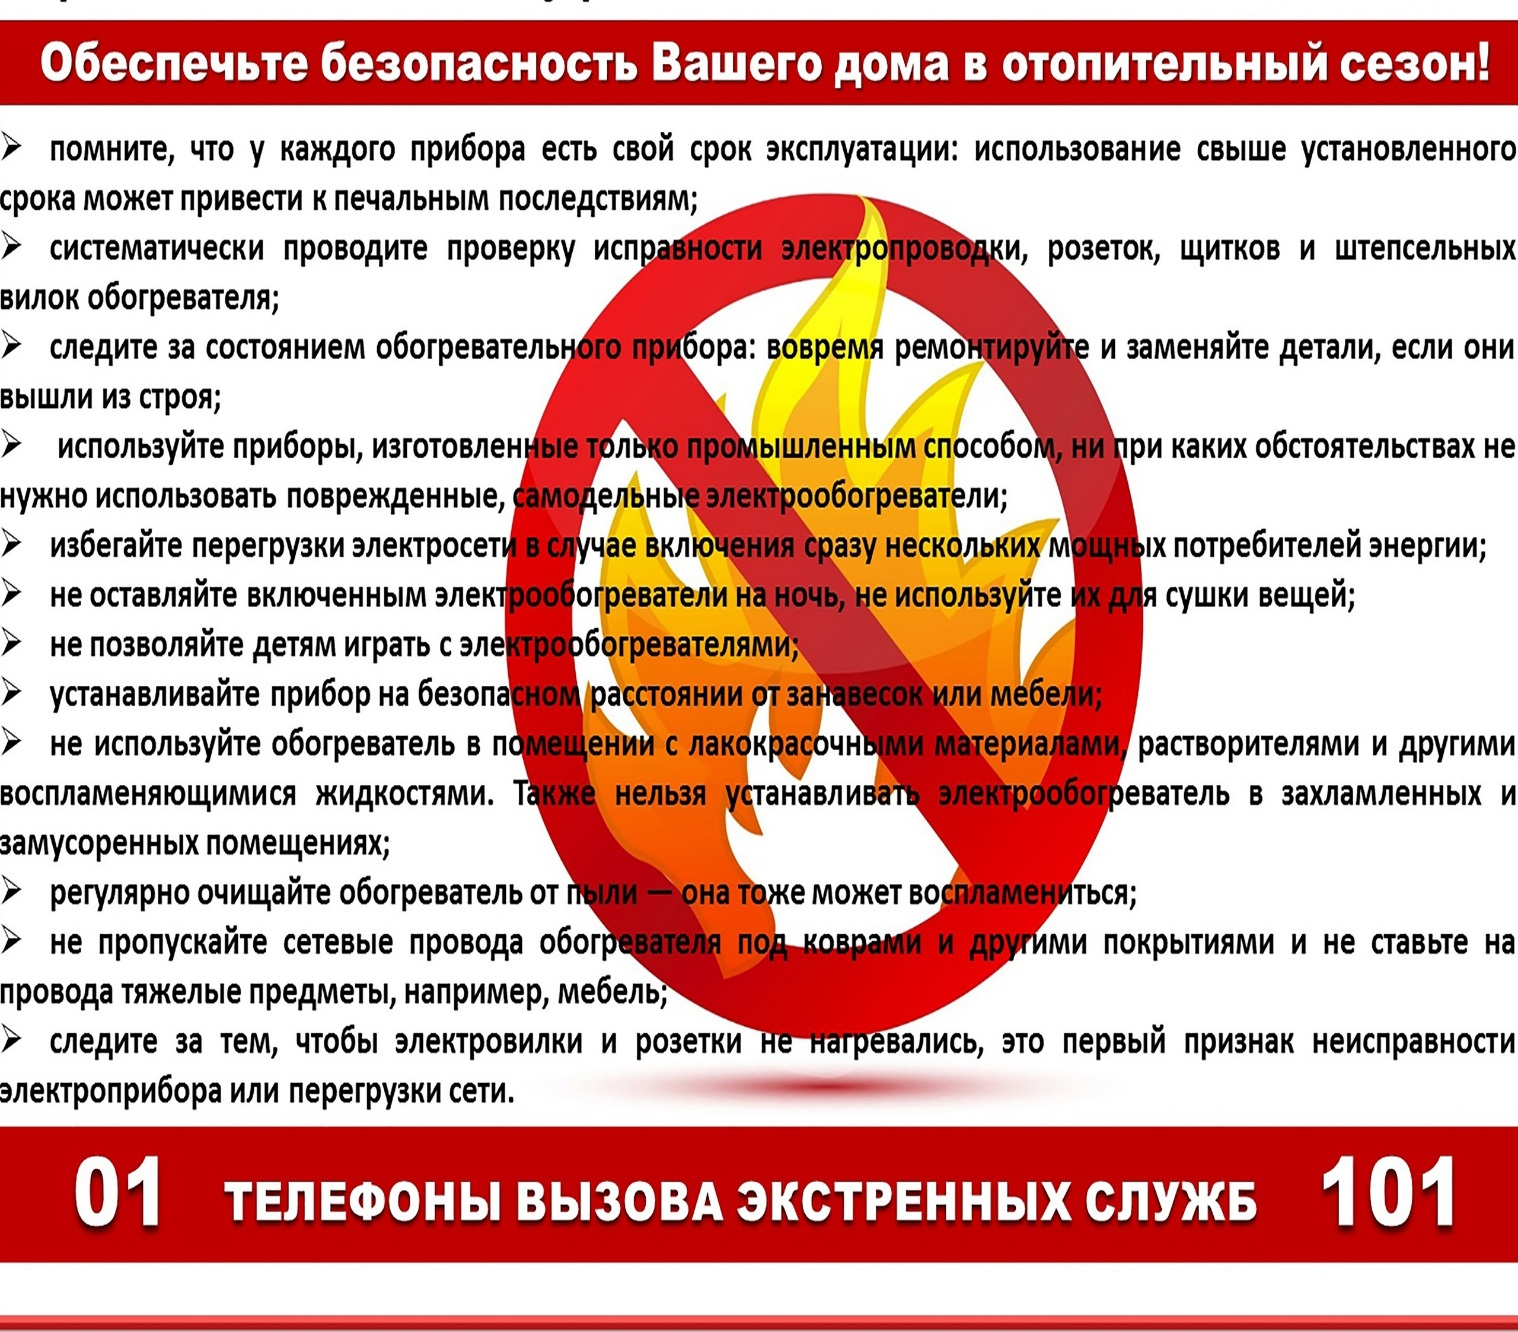 Обеспечьте безопасность Вашего дома в отопительный сезон!
➢ помните, что у каждого прибора есть свой срок эксплуатации: использование свыше установленного
срока может привести к печальным последствиям;
➢ систематически проводите проверку исправности электропроводки, розеток, щитков и штепсельных
вилок обогревателя;
➢ следите за состоянием обогревательного прибора: вовремя ремонтируйте и заменяйте детали, если они
вышли из строя;
➢ используйте приборы, изготовленные только промышленным способом, ни при каких обстоятельствах не
нужно использовать поврежденные, самодельные электрообогреватели;
➢ избегайте перегрузки электросети в случае включения сразу нескольких мощных потребителей энергии;
➢ не оставляйте включенным электрообогреватели на ночь, не используйте их для сушки вещей;
➢ не позволяйте детям играть с электрообогревателями;
➢ устанавливайте прибор на безопасном расстоянии от занавесок или мебели;
➢ не используйте обогреватель в помещении с лакокрасочными материалами, растворителями и другими
воспламеняющимися жидкостями. Также нельзя устанавливать электрообогреватель в захламленных и
замусоренных помещениях;
➢ регулярно очищайте обогреватель от пыли — она тоже может воспламениться;
➢ не пропускайте сетевые провода обогревателя под коврами и другими покрытиями и не ставьте на
провода тяжелые предметы, например, мебель;
➢ следите за тем, чтобы электровилки и розетки не нагревались, это первый признак неисправности
электроприбора или перегрузки сети.
01 ТЕЛЕФОНЫ ВЫЗОВА ЭКСТРЕННЫХ СЛУЖБ 101